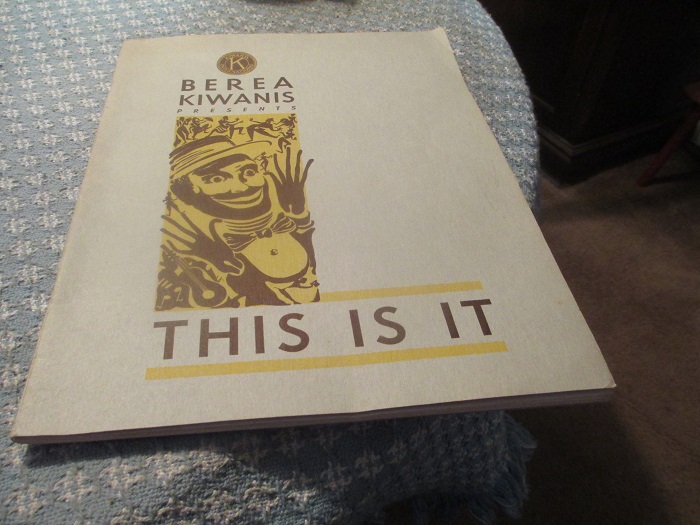 K
BEREA
KIWANIS
PRESENTS
THIS IS IT